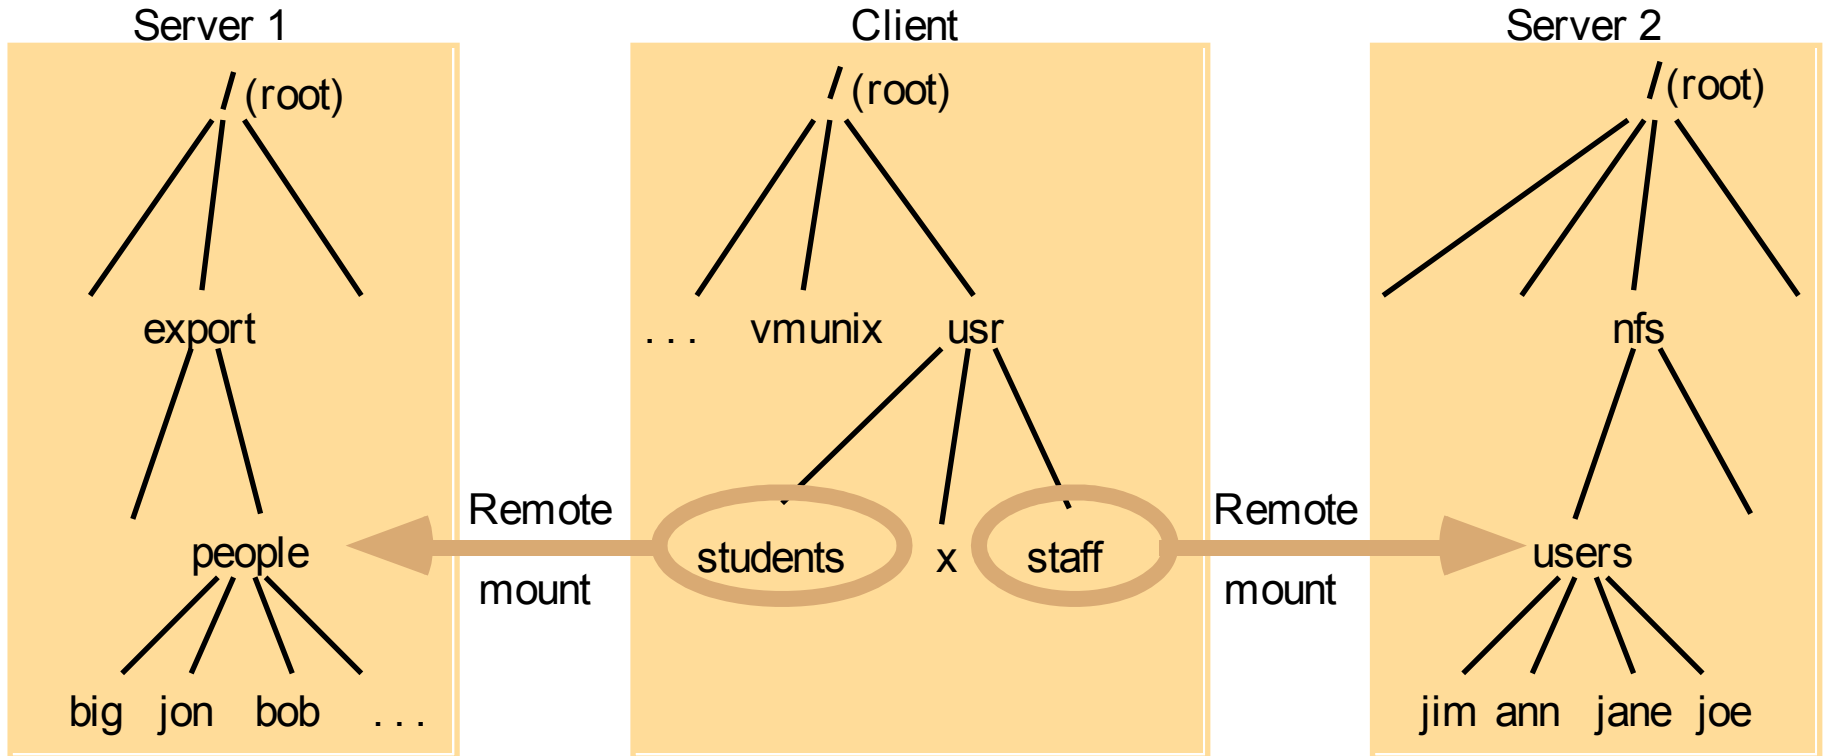 Server 1
Client
Server 2
/ (root)
/ (root)
/ (root)
export
. . .
vmunix
usr
nfs
Remote
mount
Remote
mount
people
students
x
staff
users
big
jon
bob
. . .
jim
ann
jane
joe